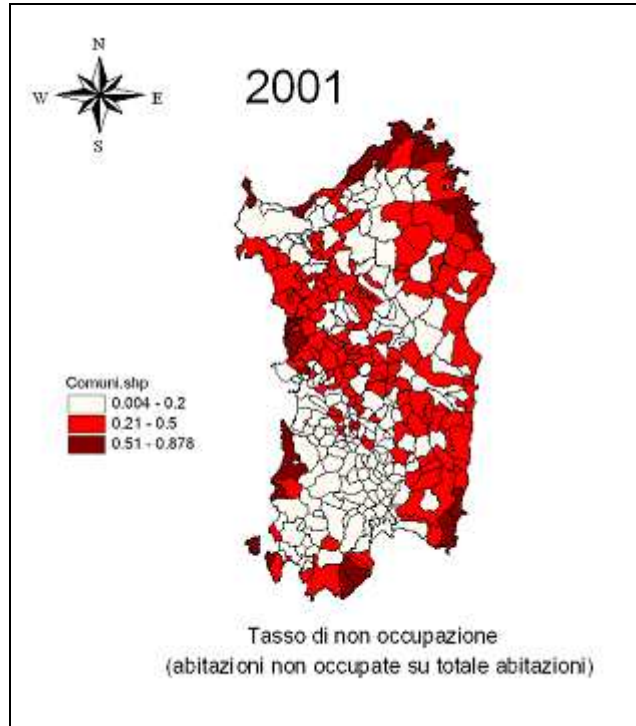 N
W
E
S
2001
Comuni.shp
0.004 - 0.2
0.21 - 0.5
0.51 - 0.878
Tasso di non occupazione
(abitazioni non occupate su totale abitazioni)